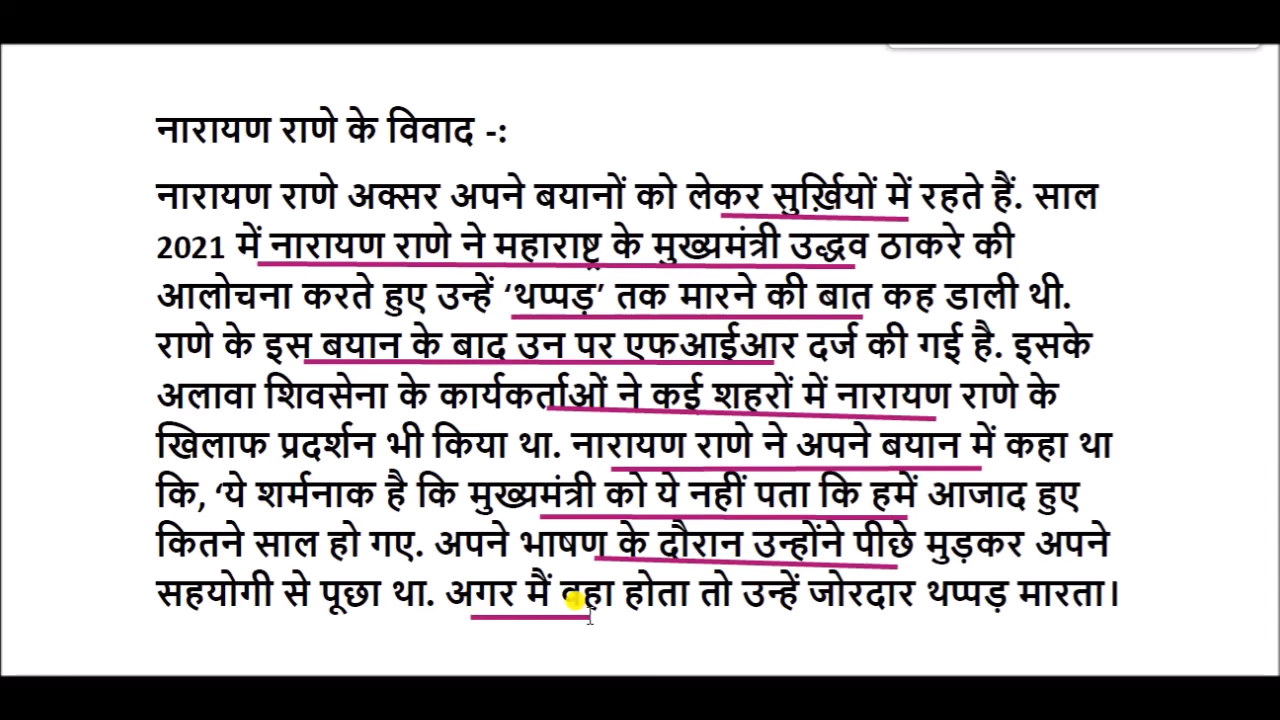 नारायण राणे के विवाद -:
नारायण राणे अक्सर अपने बयानों को लेकर सुर्ख़ियों में रहते हैं. साल
2021 में नारायण राणे ने महाराष्ट्र के मुख्यमंत्री उद्धव ठाकरे की
आलोचना करते हुए उन्हें ‘थप्पड़’ तक मारने की बात कह डाली थी.
राणे के इस बयान के बाद उन पर एफआईआर दर्ज की गई है. इसके
अलावा शिवसेना के कार्यकर्ताओं ने कई शहरों में नारायण राणे के
खिलाफ प्रदर्शन भी किया था. नारायण राणे ने अपने बयान में कहा था
कि, ‘ये शर्मनाक है कि मुख्यमंत्री को ये नहीं पता कि हमें आजाद हुए
कितने साल हो गए. अपने भाषण के दौरान उन्होंने पीछे मुड़कर अपने
सहयोगी से पूछा था. अगर मैं वहा होता तो उन्हें जोरदार थप्पड़ मारता।